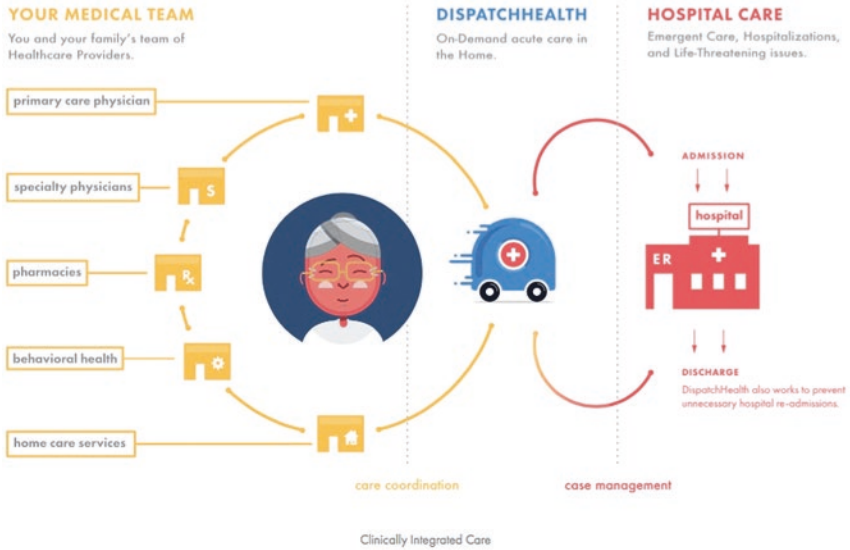 YOUR MEDICAL TEAM
You and your family's team of
Healthcare Providers.
DISPATCHHEALTH
On-Demand acute care in
the Home.
HOSPITAL CARE
Emergent Care, Hospitalizations,
and Life-Threatening issues.
primary care physician
specialty physicians
S
pharmacies
Rx
behavioral health
home care services
ADMISSION
hospital
ER
DISCHARGE
DispatchHealth also works to prevent
unnecessary hospital re-admissions.
care coordination
case management
Clinically Integrated Care